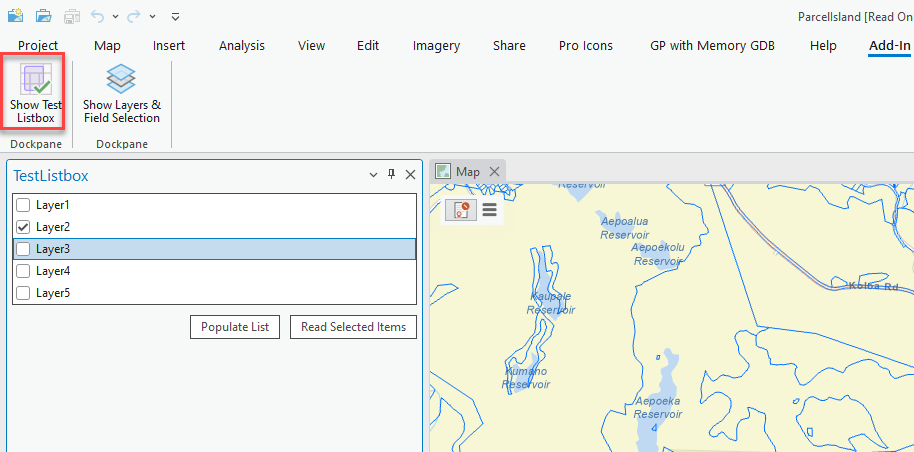 ParcelIsland [Read On
Project Map Insert Analysis View Edit Imagery Share Pro Icons GP with Memory GDB Help Add-In
Show Test
Listbox
Show Layers &
Field Selection
Dockpane Dockpane
TestListbox
Layer1
Layer2
Layer3
Layer4
Layer5
Populate List Read Selected Items
Map
Reservoir
Aepoalua
Reservoir
Aepoekolu
Reservoir
Koloa Rd
Kaupale
Reservoir
Kumano
Reservoir
Aepoeka
Reservoir